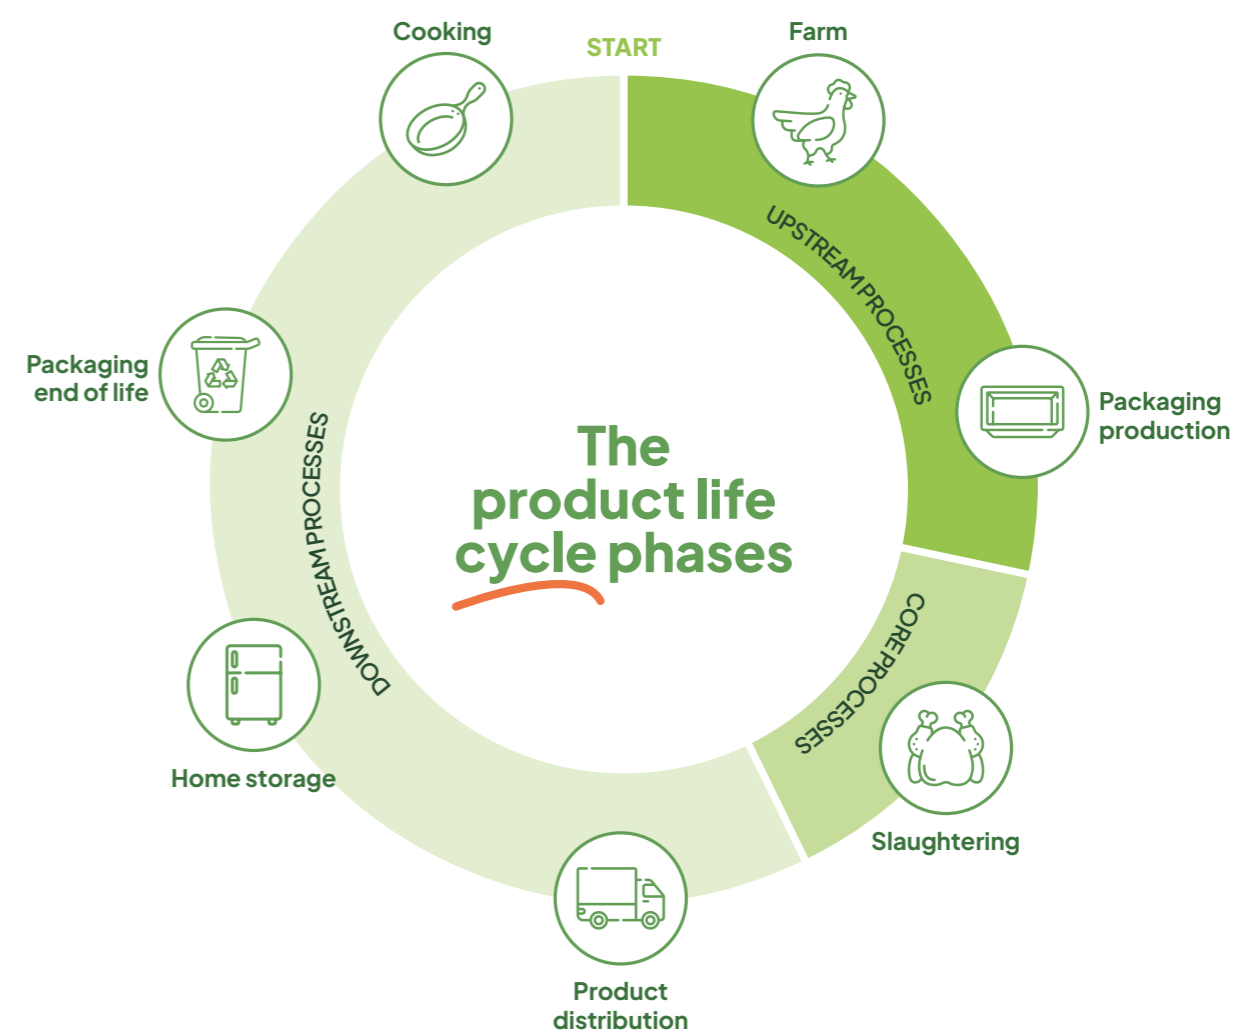 START
Farm
UPSTREAM PROCESSES
Packaging
production
CORE PROCESSES
Slaughtering
Product
distribution
Home storage
DOWNSTREAM PROCESSES
Packaging
end of life
Cooking
The
product life
cycle phases